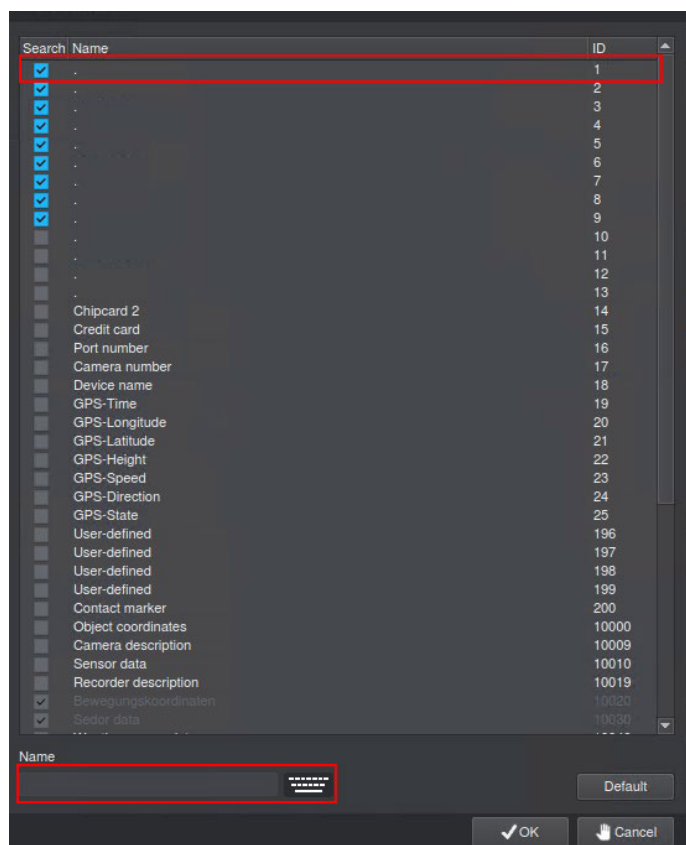 Search Name ID
. 1
. 2
. 3
. 4
. 5
. 6
. 7
. 8
. 9
. 10
. 11
. 12
. 13
Chipcard 2 14
Credit card 15
Port number 16
Camera number 17
Device name 18
GPS-Time 19
GPS-Longitude 20
GPS-Latitude 21
GPS-Height 22
GPS-Speed 23
GPS-Direction 24
GPS-State 25
User-defined 196
User-defined 197
User-defined 198
User-defined 199
Contact marker 200
Object coordinates 10000
Camera description 10009
Sensor data 10010
Recorder description 10019
Bewegungskoordinaten 10020
Sedor data 10030
Name
Default
OK Cancel